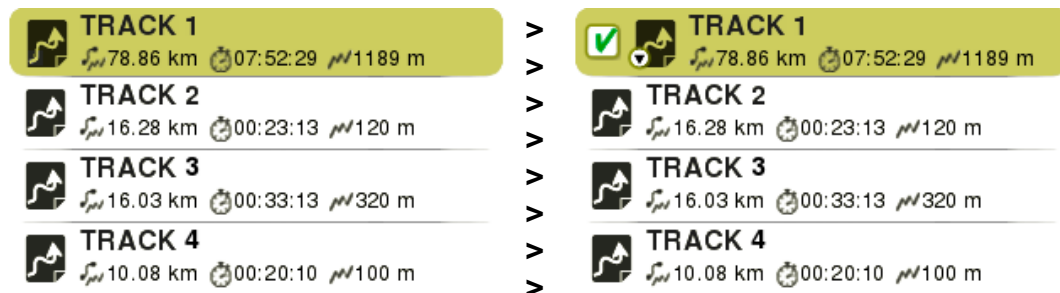 TRACK 1
78.86 km 07:52:29 1189 m
TRACK 2
16.28 km 00:23:13 120 m
TRACK 3
16.03 km 00:33:13 320 m
TRACK 4
10.08 km 00:20:10 100 m
>
>
>
>
>
>
>
>
TRACK 1
78.86 km 07:52:29 1189 m
TRACK 2
16.28 km 00:23:13 120 m
TRACK 3
16.03 km 00:33:13 320 m
TRACK 4
10.08 km 00:20:10 100 m